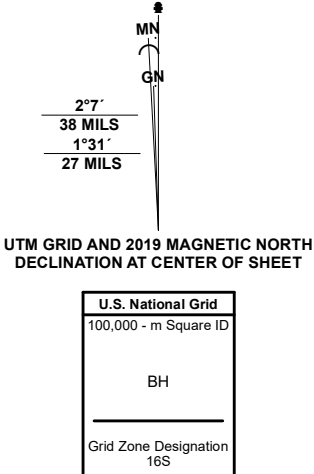 MN
GN
2°7´
38 MILS
1°31´
27 MILS
UTM GRID AND 2019 MAGNETIC NORTH
DECLINATION AT CENTER OF SHEET
U.S. National Grid
100,000 - m Square ID
BH
Grid Zone Designation
16S